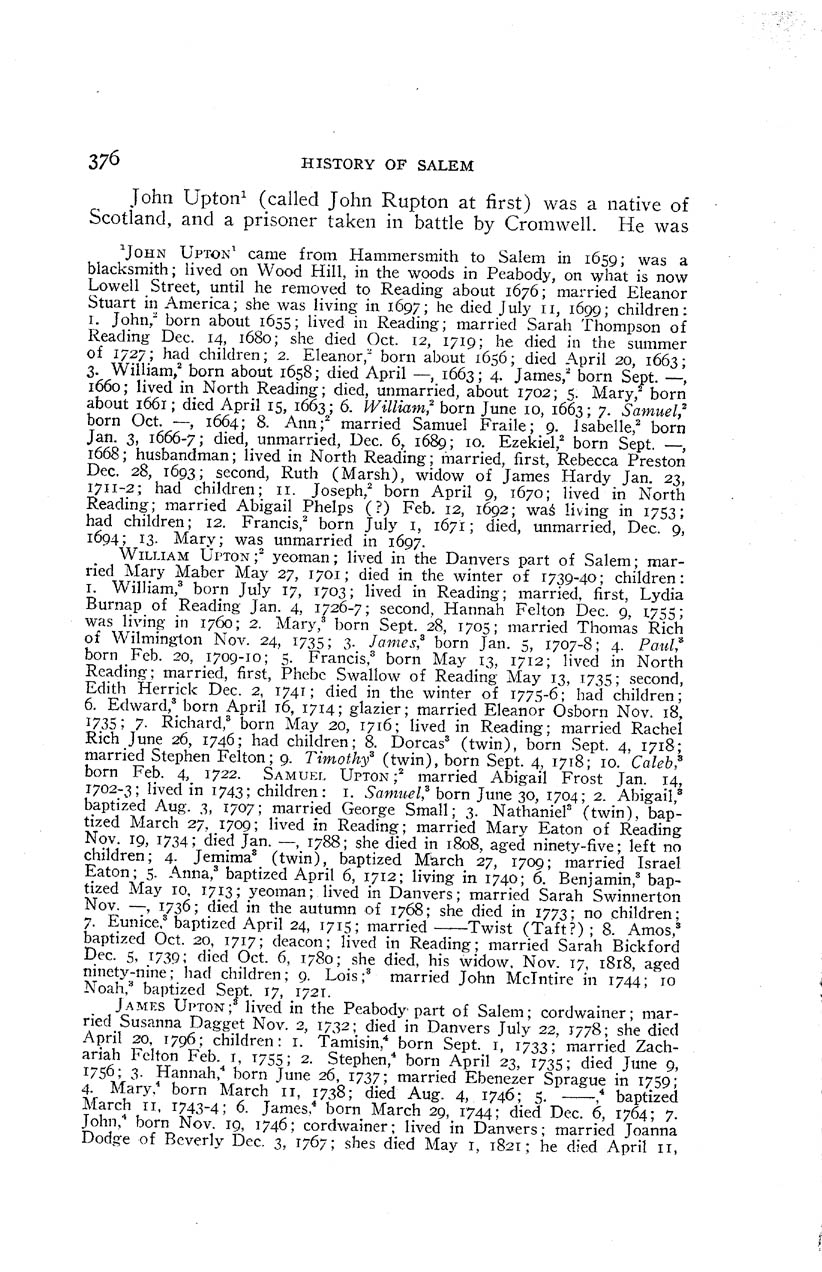 376 HISTORY OF SALEM
John Upton¹ (called John Rupton at first) was a native of
Scotland, and a prisoner taken in battle by Cromwell. He was
¹JOHN UPTON¹ came from Hammersmith to Salem in 1659; was a
blacksmith; lived on Wood Hill, in the woods in Peabody, on what is now
Lowell Street, until he removed to Reading about 1676; married Eleanor
Stuart in America; she was living in 1697; he died July 11, 1699; children:
1. John,² born about 1655; lived in Reading; married Sarah Thompson of
Reading Dec. 14, 1680; she died Oct. 12, 1719; he died in the summer
of 1727; had children; 2. Eleanor,² born about 1656; died April 20, 1663;
3. William,² born about 1658; died April —, 1663; 4. James,² born Sept. —,
1660; lived in North Reading; died, unmarried, about 1702; 5. Mary,² born
about 1661; died April 15, 1663; 6. William,² born June 10, 1663; 7. Samuel,²
born Oct. —, 1664; 8. Ann;² married Samuel Fraile; 9. Isabelle,² born
Jan. 3, 1666-7; died, unmarried, Dec. 6, 1689; 10. Ezekiel,² born Sept. —,
1668; husbandman; lived in North Reading; married, first, Rebecca Preston
Dec. 28, 1693; second, Ruth (Marsh), widow of James Hardy Jan. 23,
1711-2; had children; 11. Joseph,² born April 9, 1670; lived in North
Reading; married Abigail Phelps (?) Feb. 12, 1692; was living in 1753;
had children; 12. Francis,² born July 1, 1671; died, unmarried, Dec. 9,
1694; 13. Mary; was unmarried in 1697.
WILLIAM UPTON;² yeoman; lived in the Danvers part of Salem; mar-
ried Mary Maber May 27, 1701; died in the winter of 1739-40; children:
1. William,³ born July 17, 1703; lived in Reading; married, first, Lydia
Burnap of Reading Jan. 4, 1726-7; second, Hannah Felton Dec. 9, 1755;
was living in 1760; 2. Mary,³ born Sept. 28, 1705; married Thomas Rich
of Wilmington Nov. 24, 1735; 3. James,³ born Jan. 5, 1707-8; 4. Paul,³
born Feb. 20, 1709-10; 5. Francis,³ born May 13, 1712; lived in North
Reading; married, first, Phebe Swallow of Reading May 13, 1735; second,
Edith Herrick Dec. 2, 1741; died in the winter of 1775-6; had children;
6. Edward,³ born April 16, 1714; glazier; married Eleanor Osborn Nov. 18,
1735; 7. Richard,³ born May 20, 1716; lived in Reading; married Rachel
Rich June 26, 1746; had children; 8. Dorcas³ (twin), born Sept. 4, 1718;
married Stephen Felton; 9. Timothy³ (twin), born Sept. 4, 1718; 10. Caleb,³
born Feb. 4, 1722. SAMUEL UPTON;² married Abigail Frost Jan. 14,
1702-3; lived in 1743; children: 1. Samuel,³ born June 30, 1704; 2. Abigail,³
baptized Aug. 3, 1707; married George Small; 3. Nathaniel³ (twin), bap-
tized March 27, 1709; lived in Reading; married Mary Eaton of Reading
Nov. 19, 1734; died Jan. —, 1788; she died in 1808, aged ninety-five; left no
children; 4. Jemima³ (twin), baptized March 27, 1709; married Israel
Eaton; 5. Anna,³ baptized April 6, 1712; living in 1740; 6. Benjamin,³ bap-
tized May 10, 1713; yeoman; lived in Danvers; married Sarah Swinnerton
Nov. —, 1736; died in the autumn of 1768; she died in 1773; no children;
7. Eunice,³ baptized April 24, 1715; married ——Twist (Taft?); 8. Amos,³
baptized Oct. 20, 1717; deacon; lived in Reading; married Sarah Bickford
Dec. 5, 1739; died Oct. 6, 1780; she died, his widow, Nov. 17, 1818, aged
ninety-nine; had children; 9. Lois;³ married John McIntire in 1744; 10
Noah,³ baptized Sept. 17, 1721.
JAMES UPTON;³ lived in the Peabody part of Salem; cordwainer; mar-
ried Susanna Dagget Nov. 2, 1732; died in Danvers July 22, 1778; she died
April 20, 1796; children: 1. Tamisin,⁴ born Sept. 1, 1733; married Zach-
ariah Felton Feb. 1, 1755; 2. Stephen,⁴ born April 23, 1735; died June 9,
1756; 3. Hannah,⁴ born June 26, 1737; married Ebenezer Sprague in 1759;
4. Mary,⁴ born March 11, 1738; died Aug. 4, 1746; 5. ——,⁴ baptized
March 11, 1743-4; 6. James,⁴ born March 29, 1744; died Dec. 6, 1764; 7.
John,⁴ born Nov. 19, 1746; cordwainer; lived in Danvers; married Joanna
Dodge of Beverly Dec. 3, 1767; shes died May 1, 1821; he died April 11,